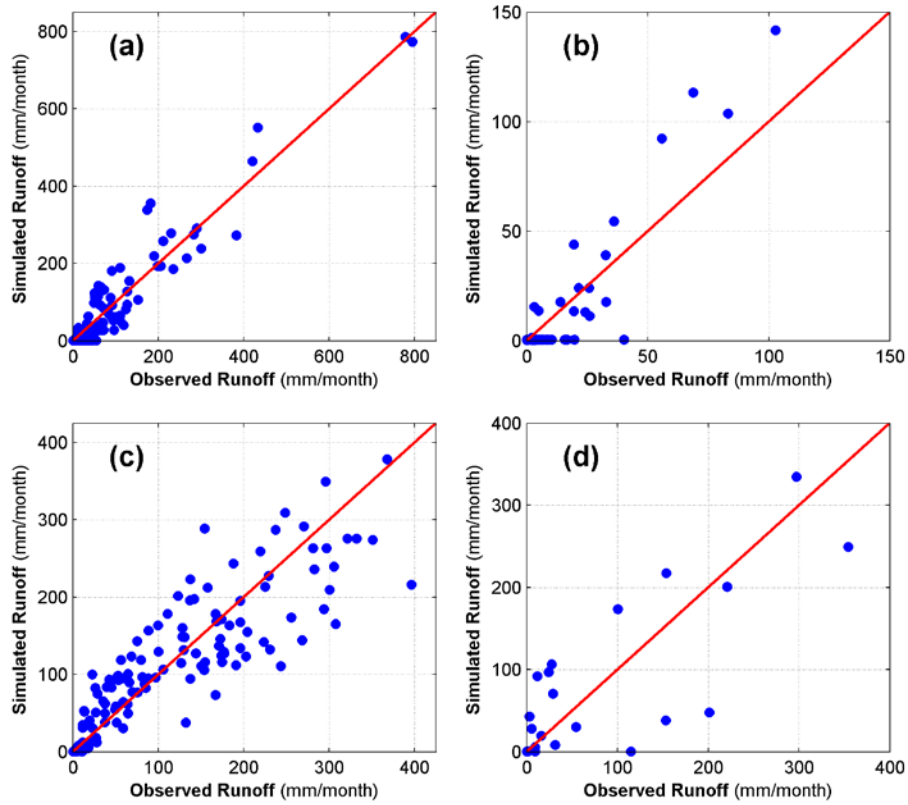 (a)
Simulated Runoff (mm/month)
800
600
400
200
0
0 200 400 600 800
Observed Runoff (mm/month)
(b)
Simulated Runoff (mm/month)
150
100
50
0
0 50 100 150
Observed Runoff (mm/month)
(c)
Simulated Runoff (mm/month)
400
300
200
100
0
0 100 200 300 400
Observed Runoff (mm/month)
(d)
Simulated Runoff (mm/month)
400
300
200
100
0
0 100 200 300 400
Observed Runoff (mm/month)